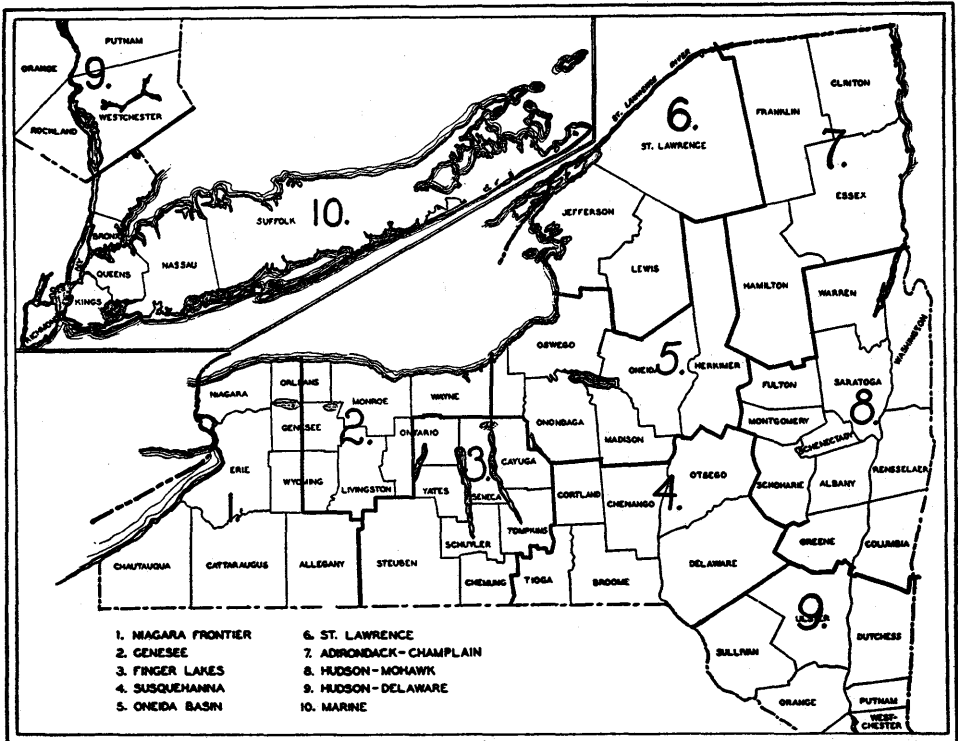 PUTNAM
ORANGE
9.
WESTCHESTER
ROCKLAND
BRONX
QUEENS
NASSAU
KINGS
RICHMOND
SUFFOLK
10.
ST. LAWRENCE RIVER
6.
ST. LAWRENCE
FRANKLIN
CLINTON
7.
ESSEX
JEFFERSON
LEWIS
HAMILTON
WARREN
WASHINGTON
OSWEGO
ONEIDA
5.
HERKIMER
FULTON
SARATOGA
8.
MONTGOMERY
SCHENECTADY
NIAGARA
ORLEANS
MONROE
WAYNE
GENESEE
2.
ONTARIO
ONONDAGA
MADISON
OTSEGO
SCHOHARIE
ALBANY
RENSSELAER
ERIE
WYOMING
LIVINGSTON
YATES
3.
SENECA
CAYUGA
CORTLAND
CHENANGO
4.
1
TOMPKINS
SCHUYLER
GREENE
COLUMBIA
CHAUTAUQUA
CATTARAUGUS
ALLEGANY
STEUBEN
CHEMUNG
TIOGA
BROOME
DELAWARE
ULSTER
9.
SULLIVAN
DUTCHESS
ORANGE
PUTNAM
WEST-
CHESTER
1. NIAGARA FRONTIER
2. GENESEE
3. FINGER LAKES
4. SUSQUEHANNA
5. ONEIDA BASIN
6. ST. LAWRENCE
7. ADIRONDACK-CHAMPLAIN
8. HUDSON-MOHAWK
9. HUDSON-DELAWARE
10. MARINE